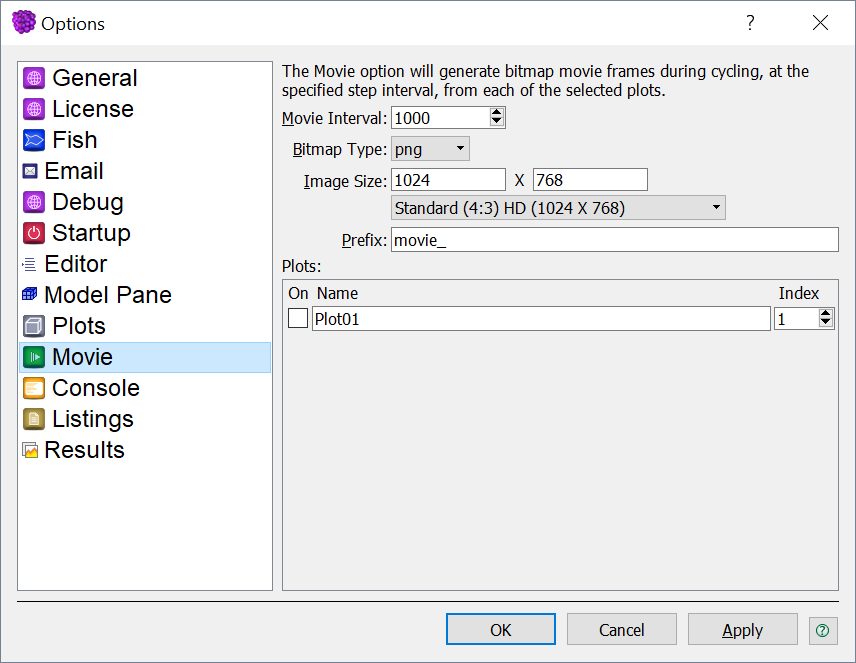 Options
?
General
License
Fish
Email
Debug
Startup
Editor
Model Pane
Plots
Movie
Console
Listings
Results
The Movie option will generate bitmap movie frames during cycling, at the
specified step interval, from each of the selected plots.
Movie Interval: 1000
Bitmap Type: png
Image Size: 1024 X 768
Standard (4:3) HD (1024 X 768)
Prefix: movie_
Plots:
On Name Index
Plot01 1
OK Cancel Apply ?